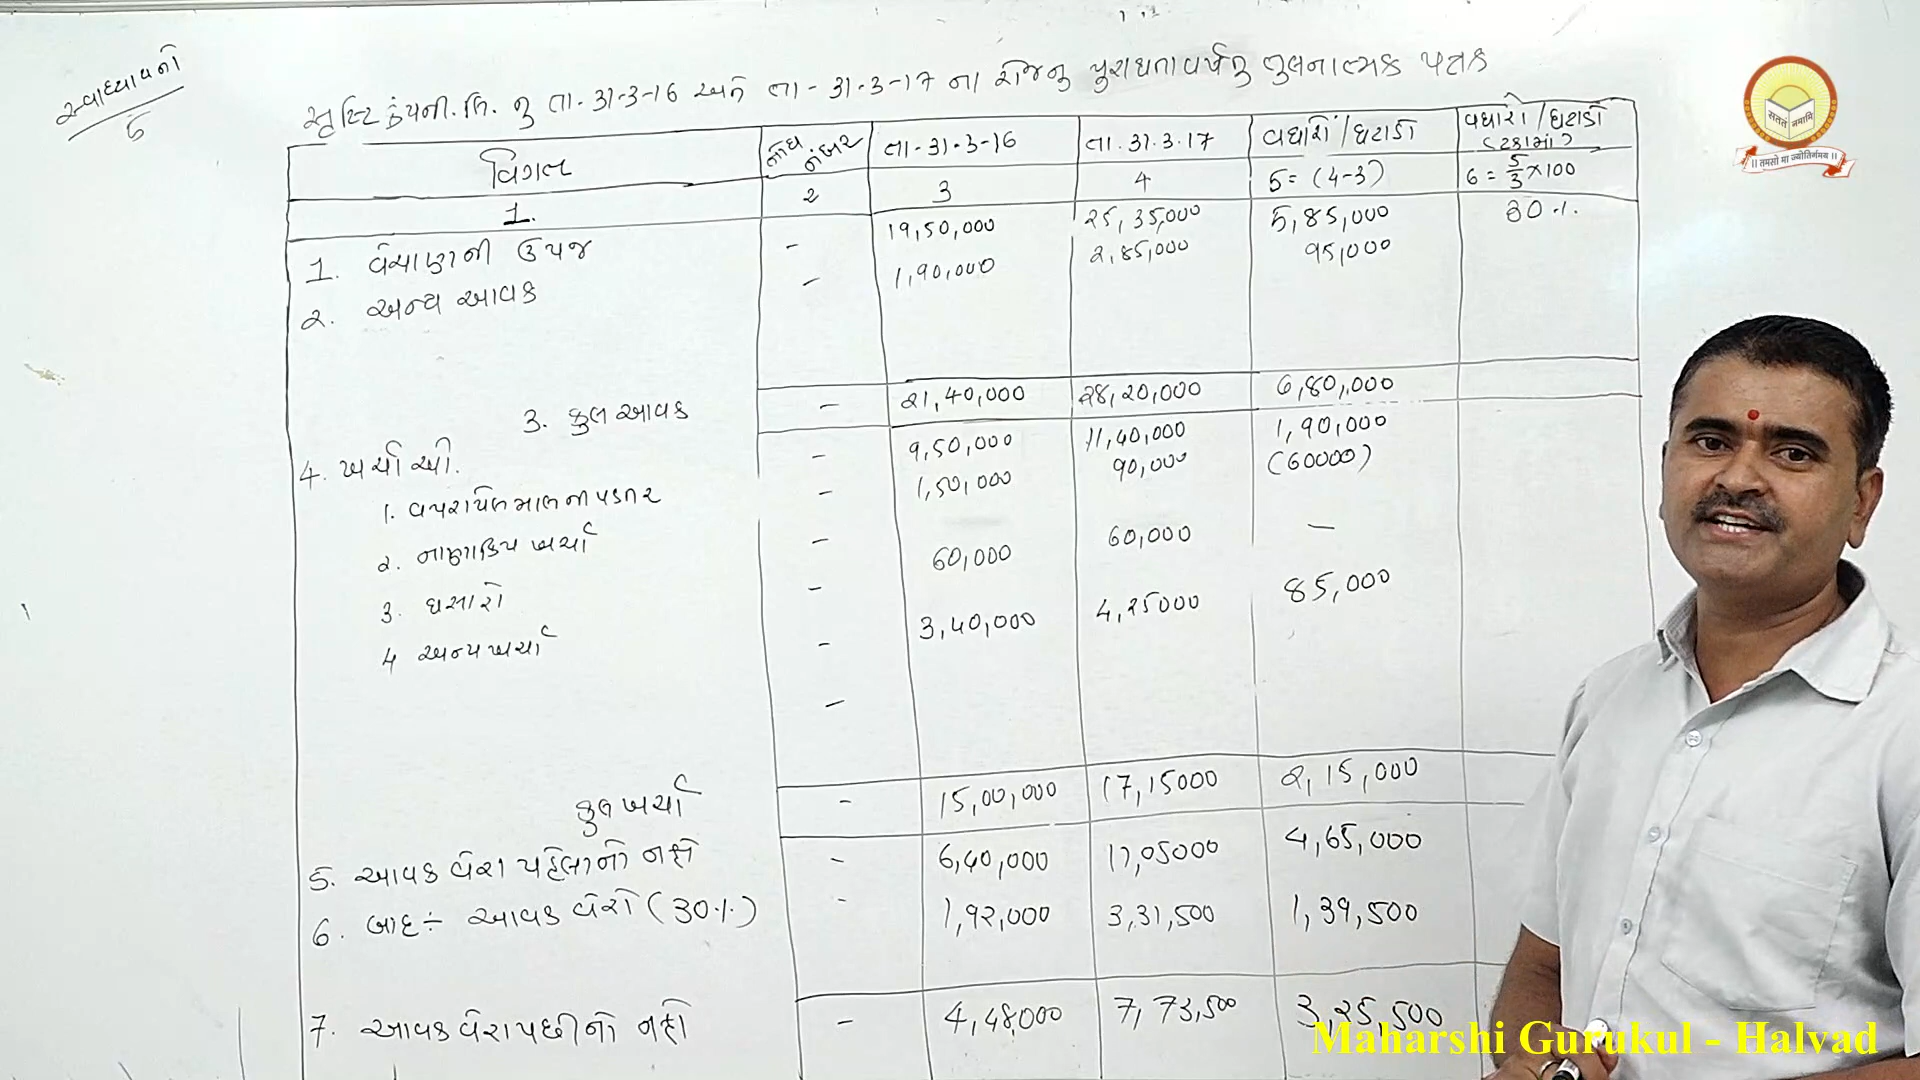 સ્વાધ્યાયનો
6
સૃષ્ટિ કંપની.લિ. નુ તા-31-3-16 અને તા-31-3-17 ના રોજનુ પુરા થતા વર્ષનુ તુલનાત્મક પત્રક
વિગત નોંધ નંબર તા-31-3-16 તા.31.3.17 વધારો/ઘટાડો વધારો/ઘટાડો (ટકામાં)
1. 2 3 4 5=(4-3) 6=5/3×100
1. વેચાણની ઉપજ - 19,50,000 25,35,000 5,85,000 30%.
2. અન્ય આવક - 1,90,000 2,85,000 95,000
3. કુલ આવક - 21,40,000 28,20,000 6,80,000
4. ખર્ચાઓ.
1. વપરાયેલ માલના પડતર - 9,50,000 11,40,000 1,90,000
2. નાણાકિય ખર્ચા - 1,50,000 90,000 (60000)
3. ઘસારો - 60,000 60,000 —
4 અન્ય ખર્ચા - 3,40,000 4,25000 85,000
કુલ ખર્ચા - 15,00,000 17,15000 2,15,000
5. આવક વેરા પહેલાનો નફો - 6,40,000 11,05000 4,65,000
6. બાદ÷ આવક વેરો (30%) - 1,92,000 3,31,500 1,39,500
7. આવક વેરા પછીનો નફો - 4,48,000 7,73,500 3,25,500
सततं नमामि
॥ तमसो मा ज्योतिर्गमय ॥
Maharshi Gurukul - Halvad